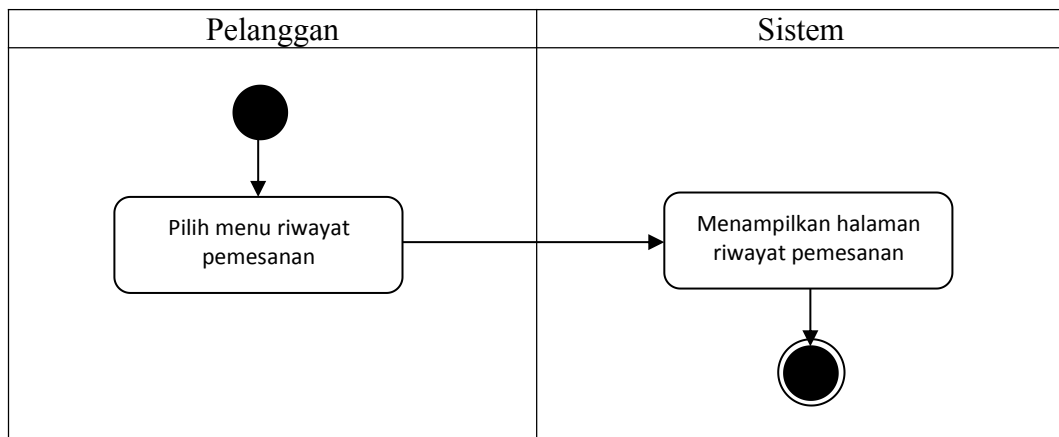 Pelanggan
Sistem
Pilih menu riwayat
pemesanan
Menampilkan halaman
riwayat pemesanan